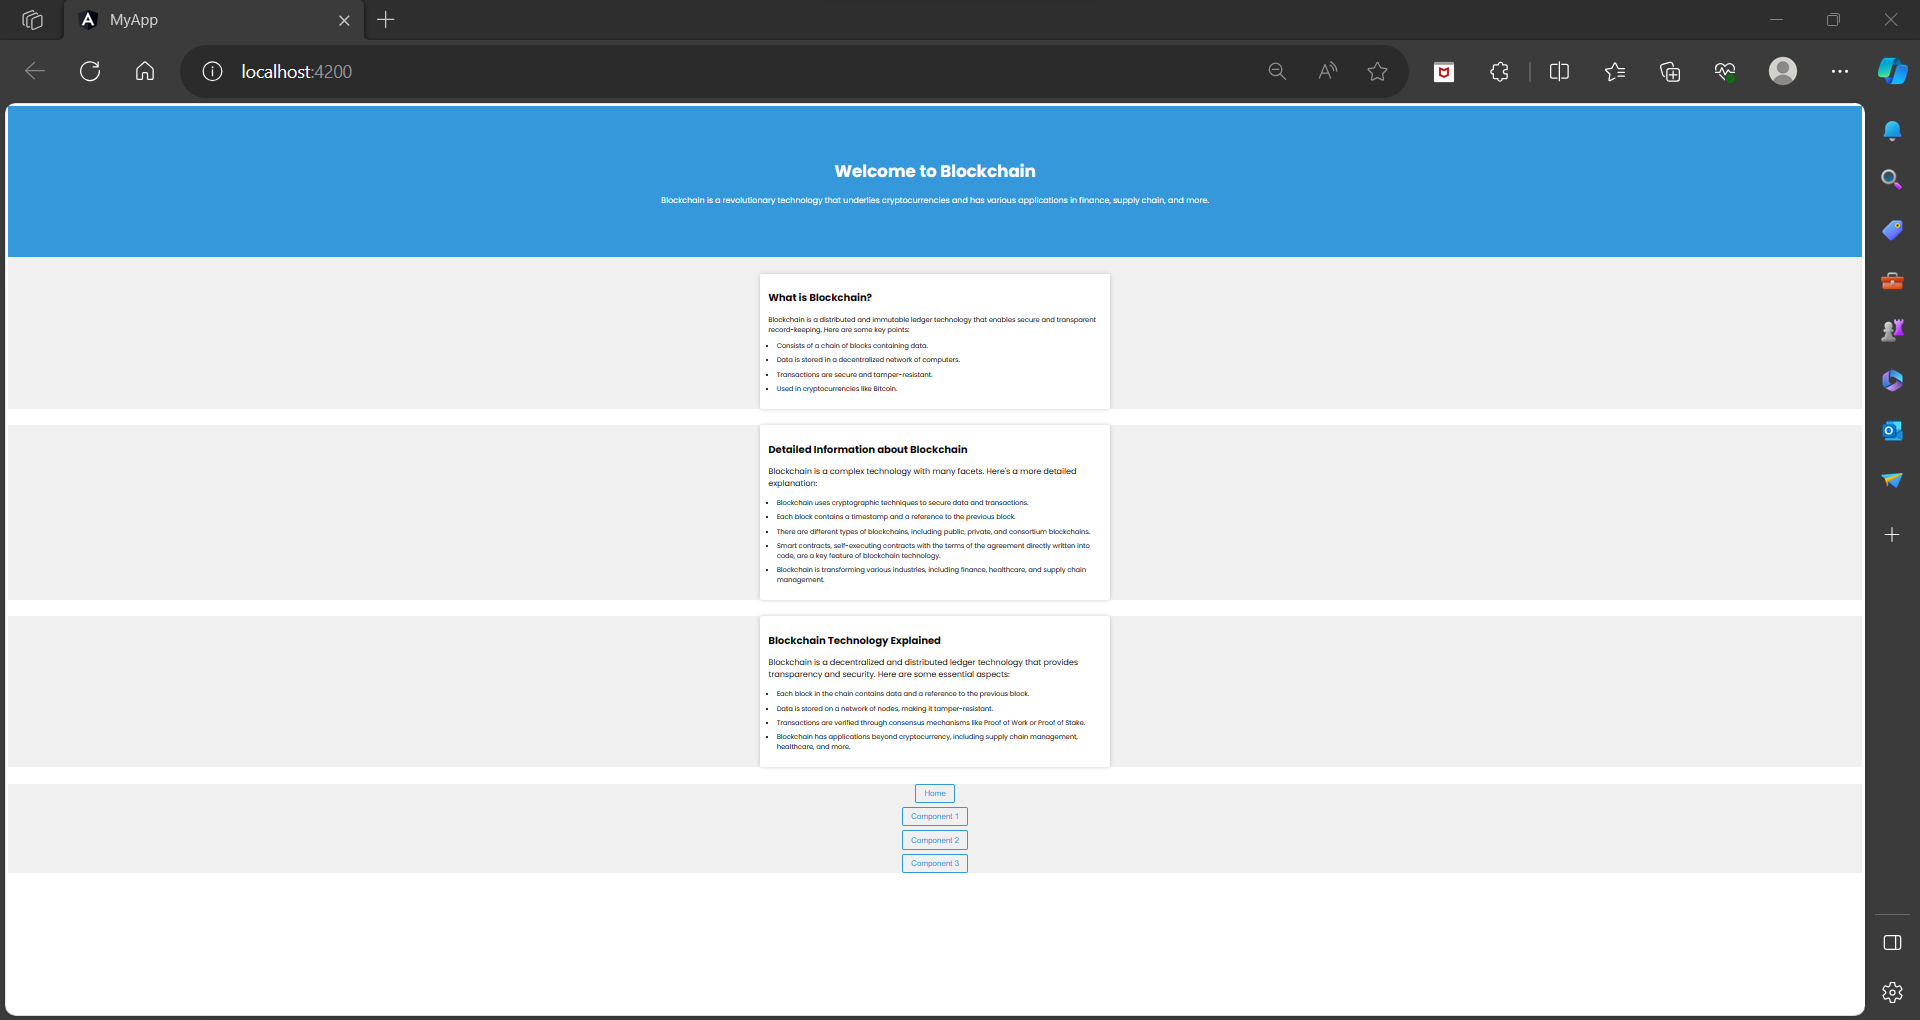 MyApp
localhost:4200
Welcome to Blockchain
Blockchain is a revolutionary technology that underlies cryptocurrencies and has various applications in finance, supply chain, and more.
What is Blockchain?
Blockchain is a distributed and immutable ledger technology that enables secure and transparent
record-keeping. Here are some key points:
• Consists of a chain of blocks containing data.
• Data is stored in a decentralized network of computers.
• Transactions are secure and tamper-resistant.
• Used in cryptocurrencies like Bitcoin.
Detailed Information about Blockchain
Blockchain is a complex technology with many facets. Here's a more detailed
explanation:
• Blockchain uses cryptographic techniques to secure data and transactions.
• Each block contains a timestamp and a reference to the previous block.
• There are different types of blockchains, including public, private, and consortium blockchains.
• Smart contracts, self-executing contracts with the terms of the agreement directly written into
code, are a key feature of blockchain technology.
• Blockchain is transforming various industries, including finance, healthcare, and supply chain
management.
Blockchain Technology Explained
Blockchain is a decentralized and distributed ledger technology that provides
transparency and security. Here are some essential aspects:
• Each block in the chain contains data and a reference to the previous block.
• Data is stored on a network of nodes, making it tamper-resistant.
• Transactions are verified through consensus mechanisms like Proof of Work or Proof of Stake.
• Blockchain has applications beyond cryptocurrency, including supply chain management,
healthcare, and more.
Home
Component 1
Component 2
Component 3